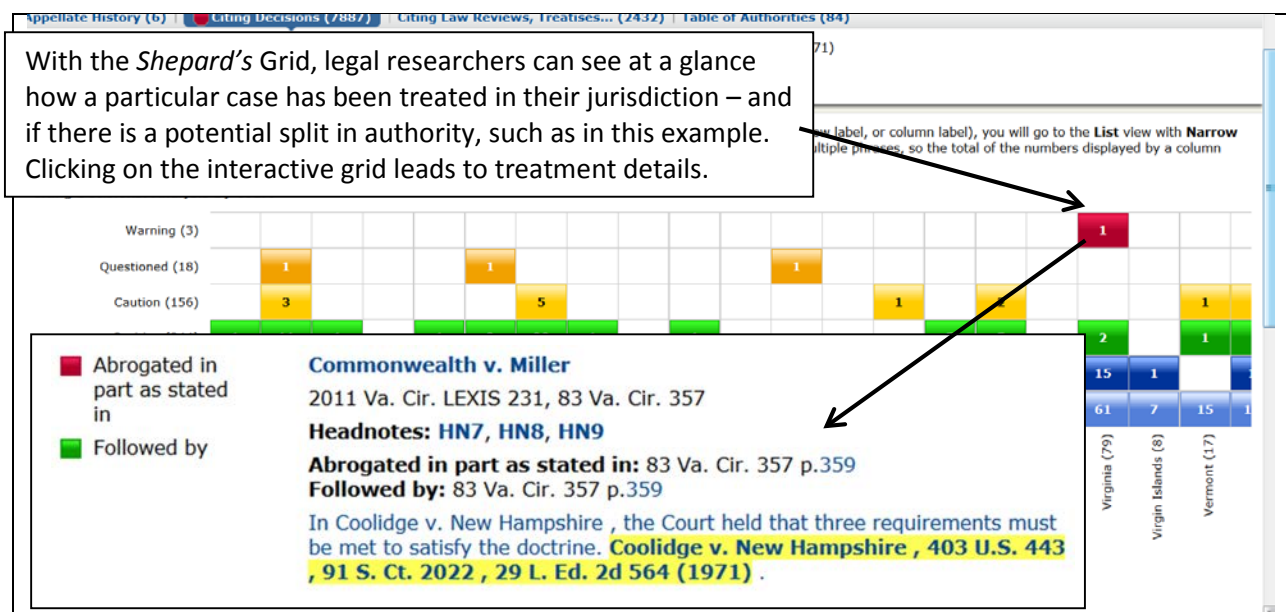 Appellate History (6) | Citing Decisions (7887) | Citing Law Reviews, Treatises... (2432) | Table of Authorities (84)
71)
With the Shepard's Grid, legal researchers can see at a glance
how a particular case has been treated in their jurisdiction – and
if there is a potential split in authority, such as in this example.
Clicking on the interactive grid leads to treatment details.
label, or column label), you will go to the List view with Narrow
multiple phrases, so the total of the numbers displayed by a column
Warning (3) 1
Questioned (18) 1 1 1
Caution (156) 3 5 1 2 1
2 1
15 1
61 7 15
Virginia (79)
Virgin Islands (8)
Vermont (17)
Abrogated in
part as stated
in
Followed by
Commonwealth v. Miller
2011 Va. Cir. LEXIS 231, 83 Va. Cir. 357
Headnotes: HN7, HN8, HN9
Abrogated in part as stated in: 83 Va. Cir. 357 p.359
Followed by: 83 Va. Cir. 357 p.359
In Coolidge v. New Hampshire , the Court held that three requirements must
be met to satisfy the doctrine. Coolidge v. New Hampshire , 403 U.S. 443
, 91 S. Ct. 2022 , 29 L. Ed. 2d 564 (1971) .